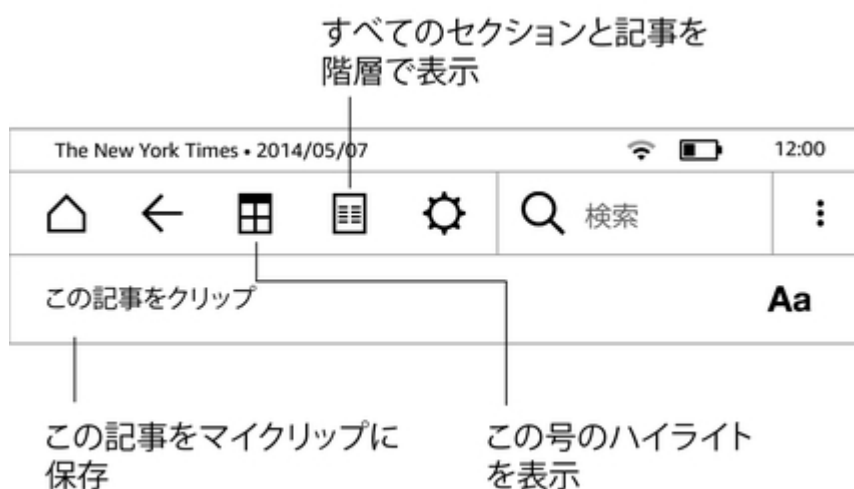 すべてのセクションと記事を
階層で表示
The New York Times • 2014/05/07
12:00
検索
この記事をクリップ
Aa
この記事をマイクリップに
保存
この号のハイライト
を表示